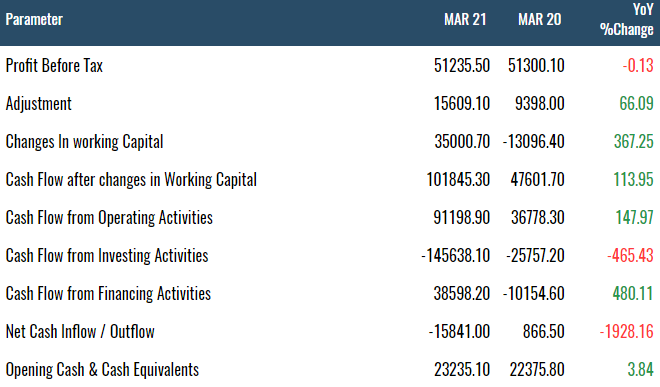 Parameter MAR 21 MAR 20 YoY %Change
Profit Before Tax 51235.50 51300.10 -0.13
Adjustment 15609.10 9398.00 66.09
Changes In working Capital 35000.70 -13096.40 367.25
Cash Flow after changes in Working Capital 101845.30 47601.70 113.95
Cash Flow from Operating Activities 91198.90 36778.30 147.97
Cash Flow from Investing Activities -145638.10 -25757.20 -465.43
Cash Flow from Financing Activities 38598.20 -10154.60 480.11
Net Cash Inflow / Outflow -15841.00 866.50 -1928.16
Opening Cash & Cash Equivalents 23235.10 22375.80 3.84